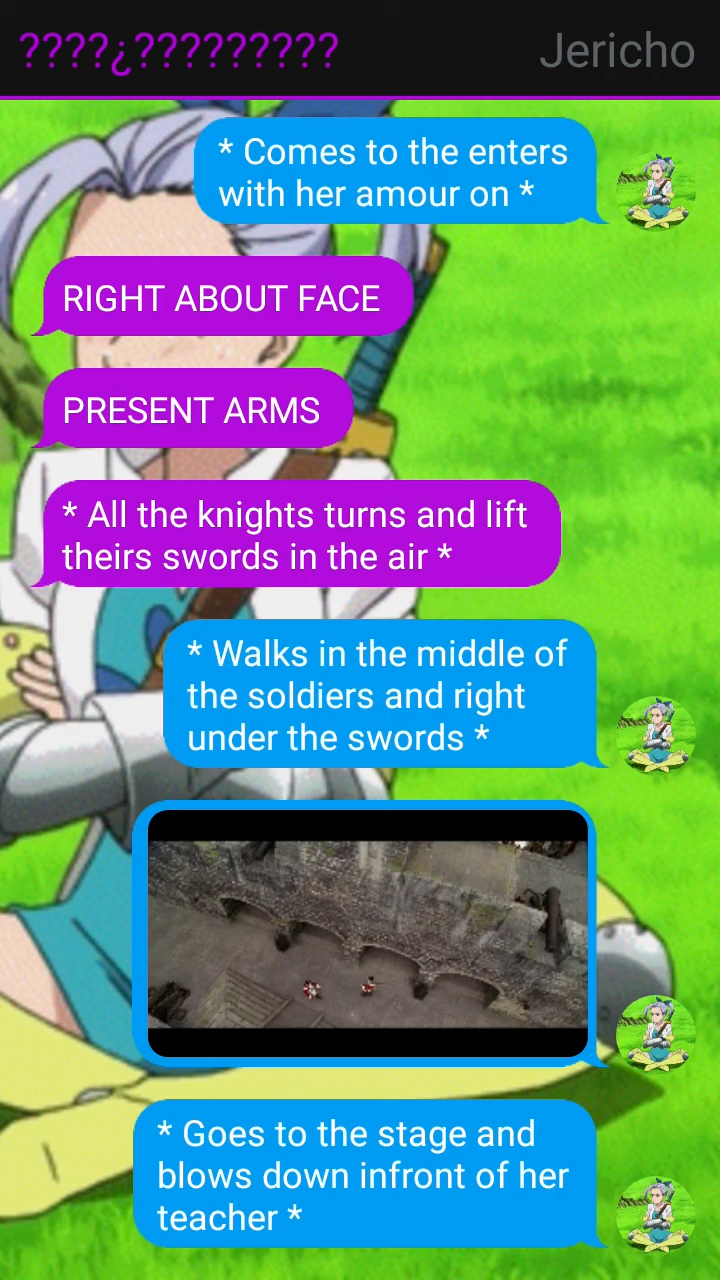 ????¿????????? Jericho
* Comes to the enters
with her amour on *
RIGHT ABOUT FACE
PRESENT ARMS
* All the knights turns and lift
theirs swords in the air *
* Walks in the middle of
the soldiers and right
under the swords *
* Goes to the stage and
blows down infront of her
teacher *